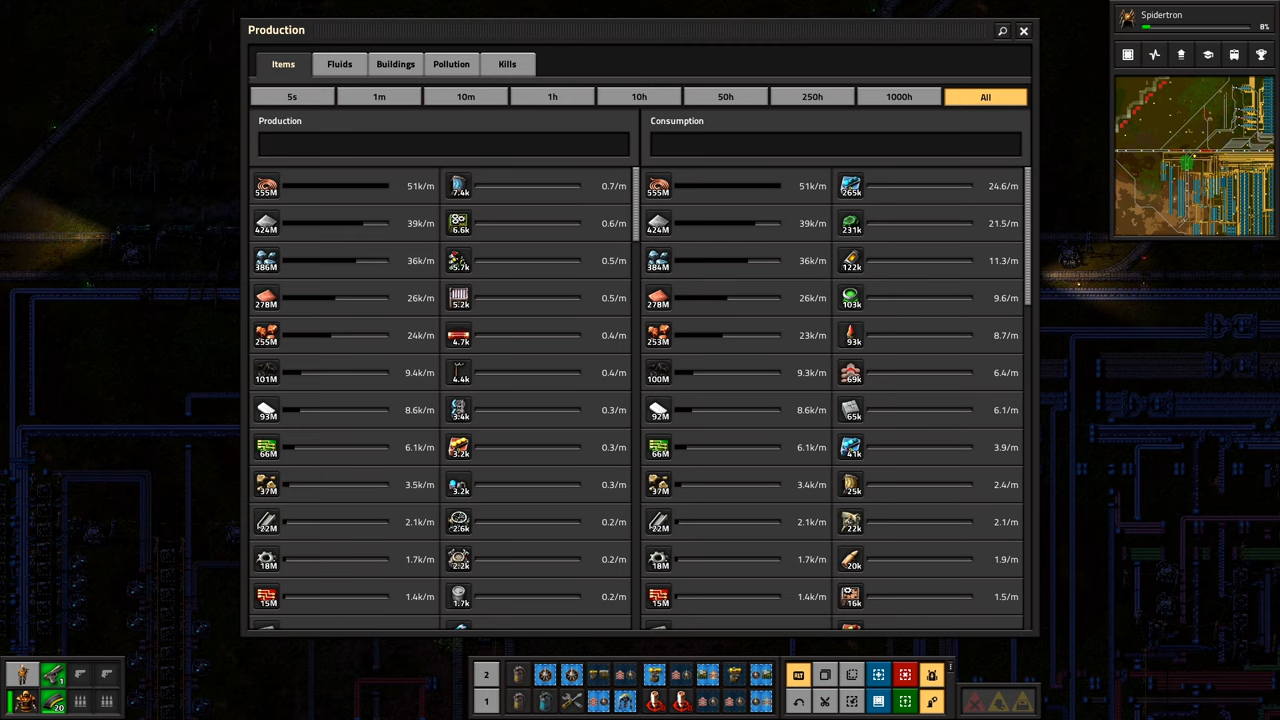 Production
Spidertron
8%
Items Fluids Buildings Pollution Kills
5s 1m 10m 1h 10h 50h 250h 1000h All
Production Consumption
555M 51k/m 7.4k 0.7/m 555M 51k/m 265k 24.6/m
424M 39k/m 6.6k 0.6/m 424M 39k/m 231k 21.5/m
386M 36k/m 5.7k 0.5/m 384M 36k/m 122k 11.3/m
278M 26k/m 5.2k 0.5/m 278M 26k/m 103k 9.6/m
255M 24k/m 4.7k 0.4/m 253M 23k/m 93k 8.7/m
101M 9.4k/m 4.4k 0.4/m 100M 9.3k/m 69k 6.4/m
93M 8.6k/m 3.4k 0.3/m 92M 8.6k/m 65k 6.1/m
66M 6.1k/m 3.2k 0.3/m 66M 6.1k/m 41k 3.9/m
37M 3.5k/m 3.2k 0.3/m 37M 3.4k/m 25k 2.4/m
22M 2.1k/m 2.6k 0.2/m 22M 2.1k/m 22k 2.1/m
18M 1.7k/m 2.2k 0.2/m 18M 1.7k/m 20k 1.9/m
15M 1.4k/m 1.7k 0.2/m 15M 1.4k/m 16k 1.5/m
1 2 ALT
20 1